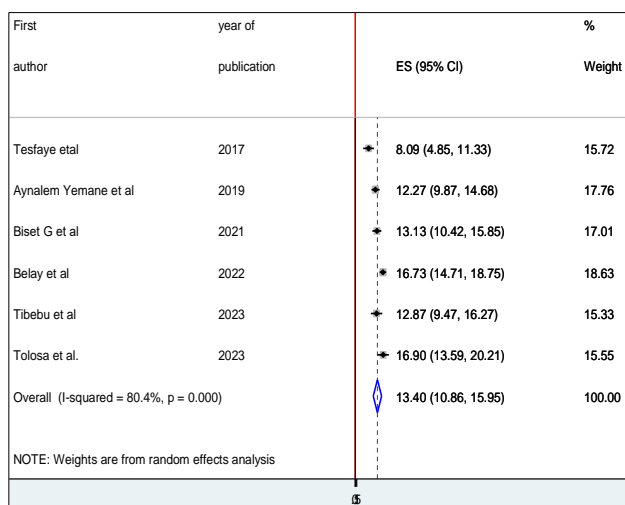 First year of %
author publication ES (95% CI) Weight
Tesfaye etal 2017 8.09 (4.85, 11.33) 15.72
Aynalem Yemane et al 2019 12.27 (9.87, 14.68) 17.76
Biset G et al 2021 13.13 (10.42, 15.85) 17.01
Belay et al 2022 16.73 (14.71, 18.75) 18.63
Tibebu et al 2023 12.87 (9.47, 16.27) 15.33
Tolosa et al. 2023 16.90 (13.59, 20.21) 15.55
Overall (I-squared = 80.4%, p = 0.000) 13.40 (10.86, 15.95) 100.00
NOTE: Weights are from random effects analysis